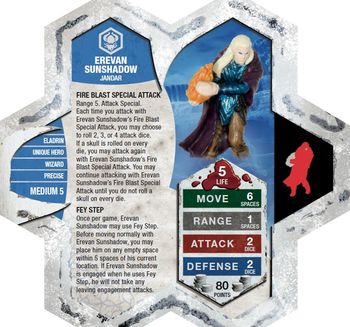 EREVAN
SUNSHADOW
JANDAR
FIRE BLAST SPECIAL ATTACK
Range 5. Attack Special.
Each time you attack with
Erevan Sunshadow's Fire Blast
Special Attack, you may choose
to roll 2, 3, or 4 attack dice.
If a skull is rolled on every
die, you may attack again
with Erevan Sunshadow's Fire
Blast Special Attack. You may
continue attacking with Erevan
Sunshadow's Fire Blast Special
Attack until you do not roll a
skull on every die.
FEY STEP
Once per game, Erevan
Sunshadow may use Fey Step.
Before moving normally with
Erevan Sunshadow, you may
place him on any empty space
within 5 spaces of his current
location. If Erevan Sunshadow
is engaged when he uses Fey
Step, he will not take any
leaving engagement attacks.
ELADRIN
UNIQUE HERO
WIZARD
PRECISE
MEDIUM 5
5
LIFE
MOVE 6 SPACES
RANGE 1 SPACES
ATTACK 2 DICE
DEFENSE 2 DICE
80
POINTS